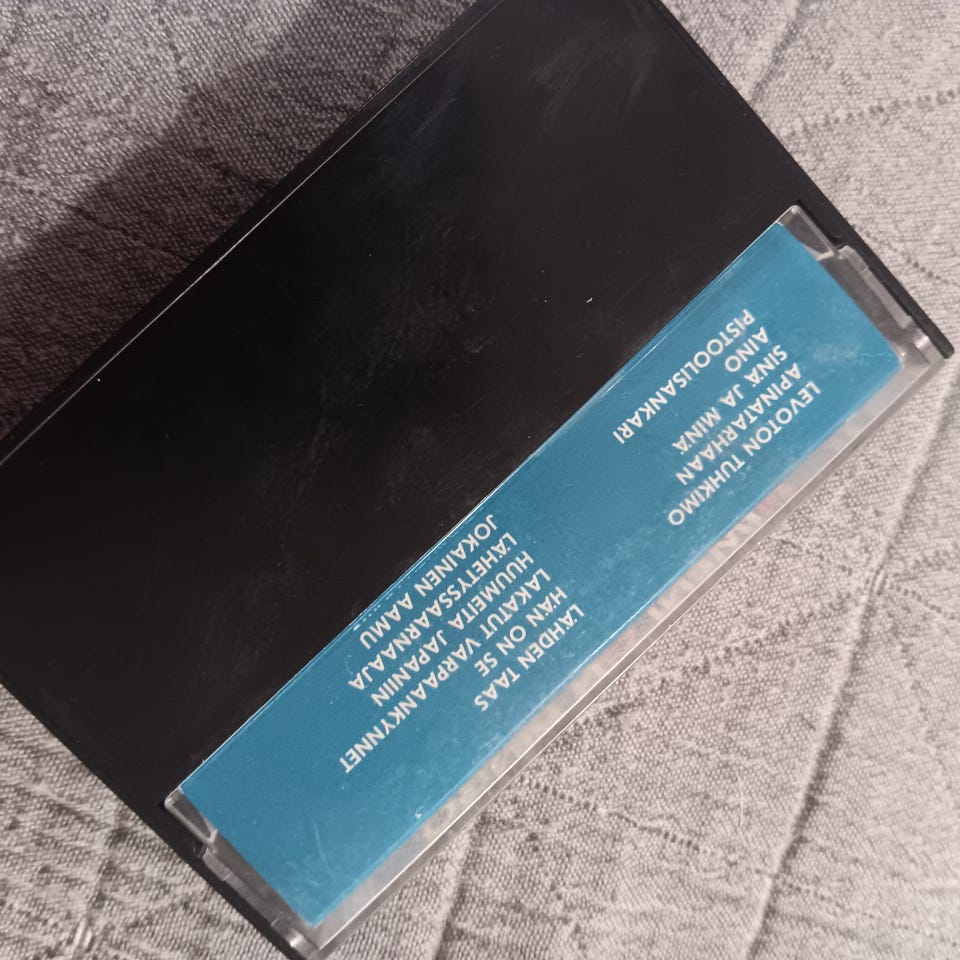 LEVOTON TUHKIMO
APINATARHAAN
SINÄ JA MINÄ
AINO
PISTOOLISANKARI
LÄHDEN TAAS
HÄN ON SE
LAKATUT VARPAANKYNNET
HUUMEITA JAPANIIN
LÄHETYSSAARNAAJA
JOKAINEN AAMU